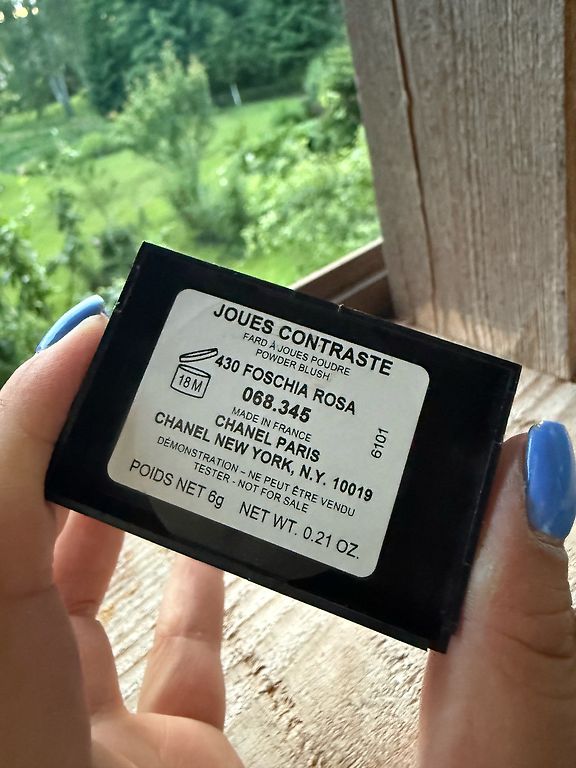 JOUES CONTRASTE
FARD À JOUES POUDRE
POWDER BLUSH
18 M
430 FOSCHIA ROSA
068.345
MADE IN FRANCE
CHANEL PARIS
CHANEL NEW YORK, N.Y. 10019
DÉMONSTRATION – NE PEUT ÊTRE VENDU
TESTER - NOT FOR SALE
POIDS NET 6g NET WT. 0.21 OZ.
6101